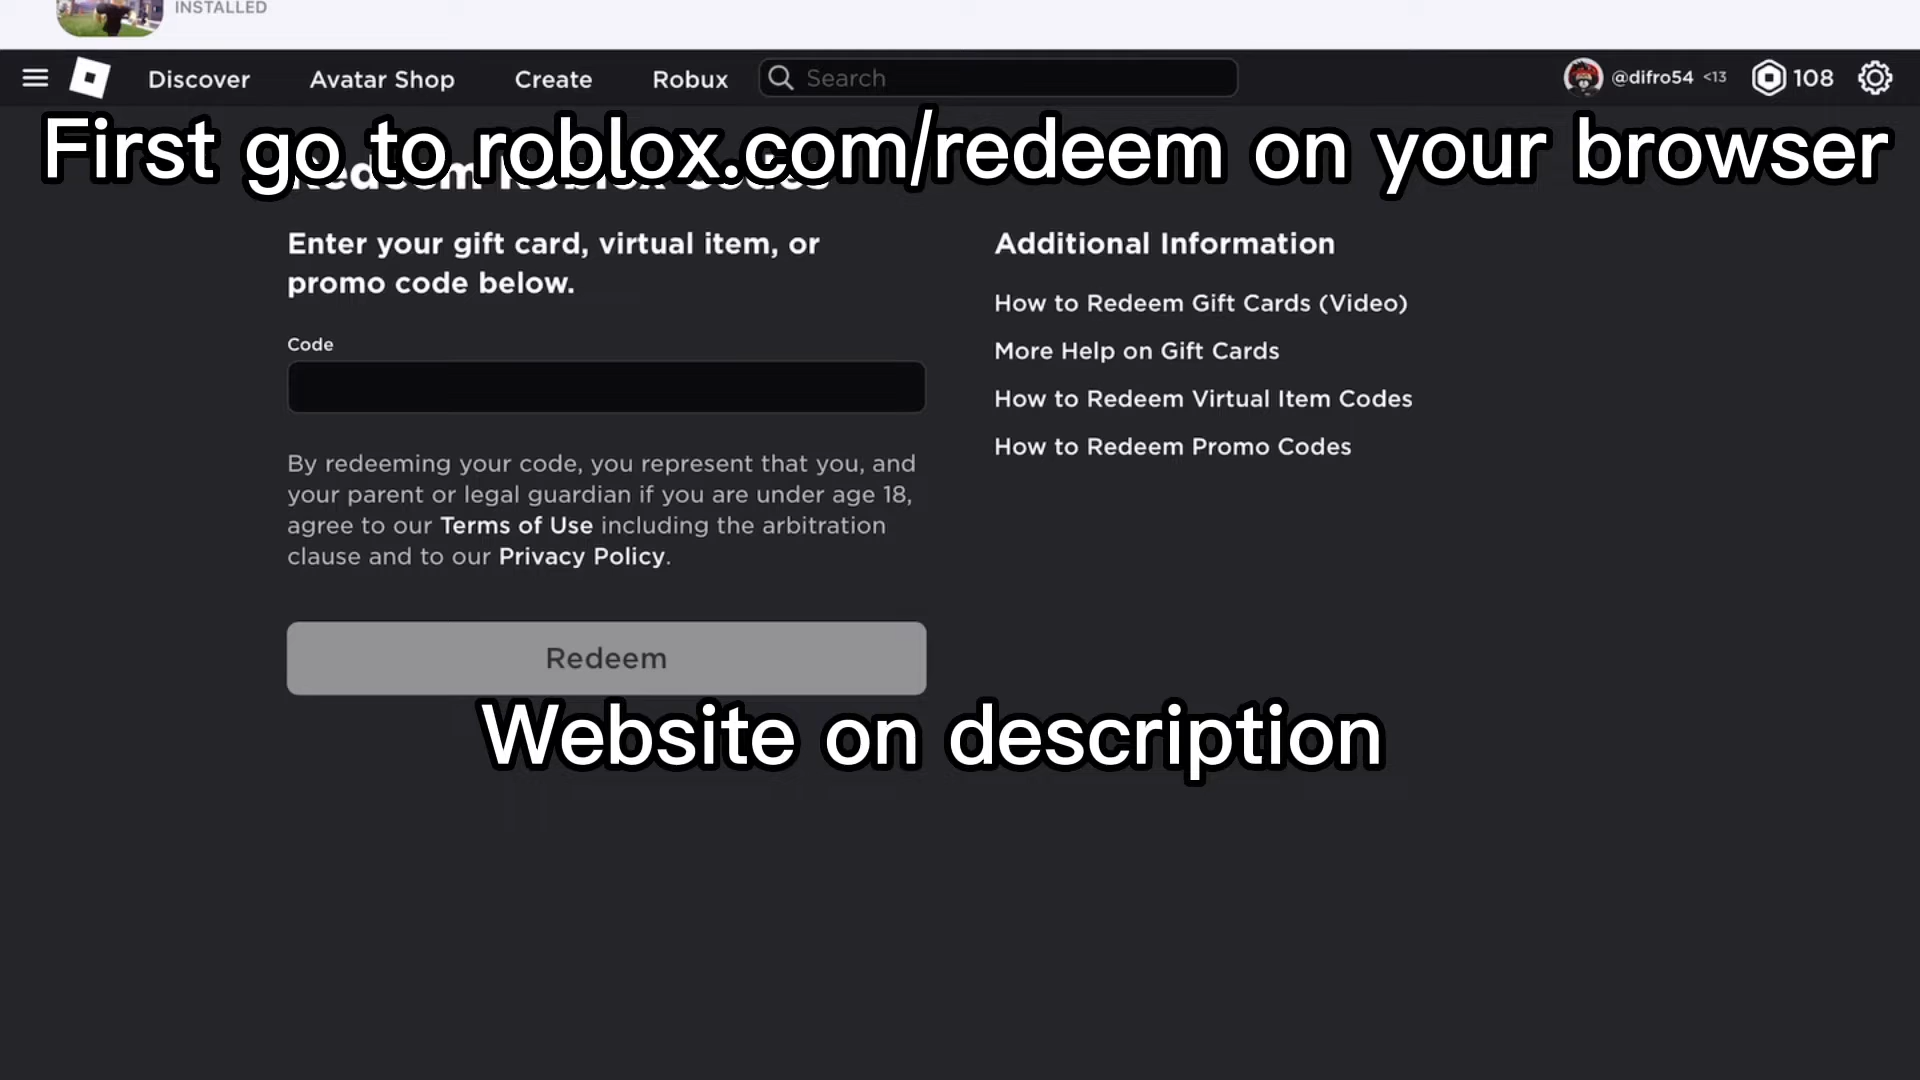 INSTALLED
Discover Avatar Shop Create Robux Search @difro54 <13 108
First go to roblox.com/redeem on your browser
Redeem Roblox Codes
Enter your gift card, virtual item, or
promo code below.
Code
By redeeming your code, you represent that you, and
your parent or legal guardian if you are under age 18,
agree to our Terms of Use including the arbitration
clause and to our Privacy Policy.
Redeem
Additional Information
How to Redeem Gift Cards (Video)
More Help on Gift Cards
How to Redeem Virtual Item Codes
How to Redeem Promo Codes
Website on description